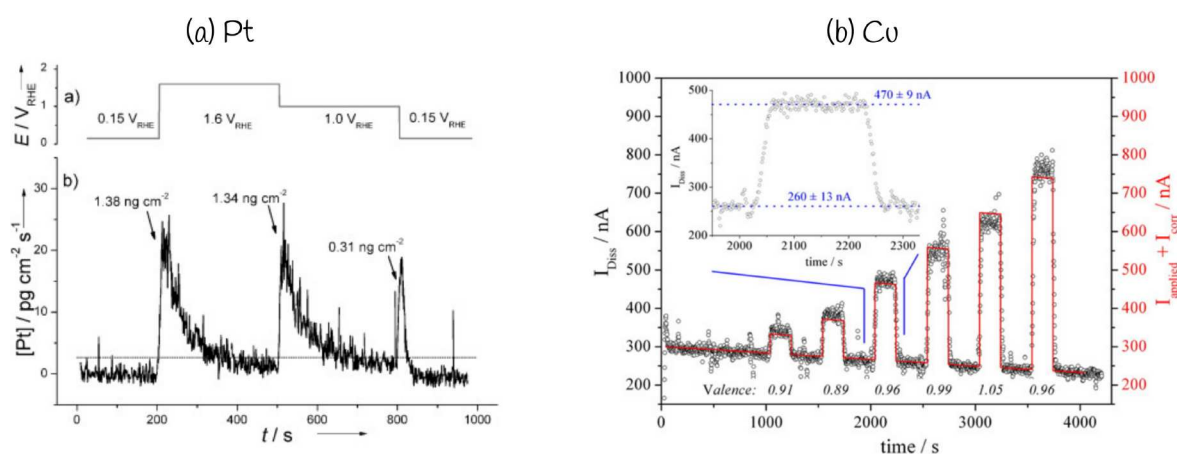 (a) Pt
a)
E / V_RHE
2
1
0
0.15 V_RHE
1.6 V_RHE
1.0 V_RHE
0.15 V_RHE
b)
[Pt] / pg cm⁻² s⁻¹
30
20
10
0
1.38 ng cm⁻²
1.34 ng cm⁻²
0.31 ng cm⁻²
0 200 400 600 800 1000
t / s
(b) Cu
I_Diss / nA
1000
900
800
700
600
500
400
300
200
500
400
300
200
I_Diss / nA
470 ± 9 nA
260 ± 13 nA
2000 2100 2200 2300
time / s
Valence: 0.91 0.89 0.96 0.99 1.05 0.96
0 1000 2000 3000 4000
time / s
1000
900
800
700
600
500
400
300
200
I_applied + I_corr / nA